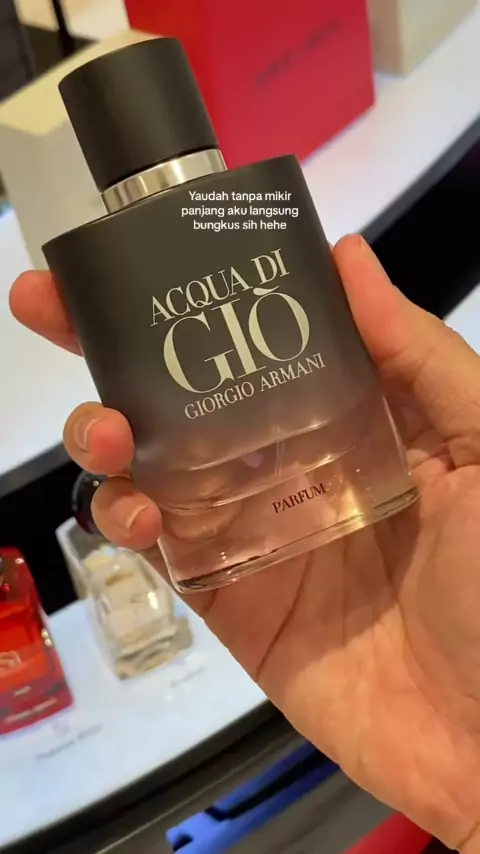 Yaudah tanpa mikir
panjang aku langsung
bungkus sih hehe
ACQUA DI
GIÒ
GIORGIO ARMANI
PARFUM